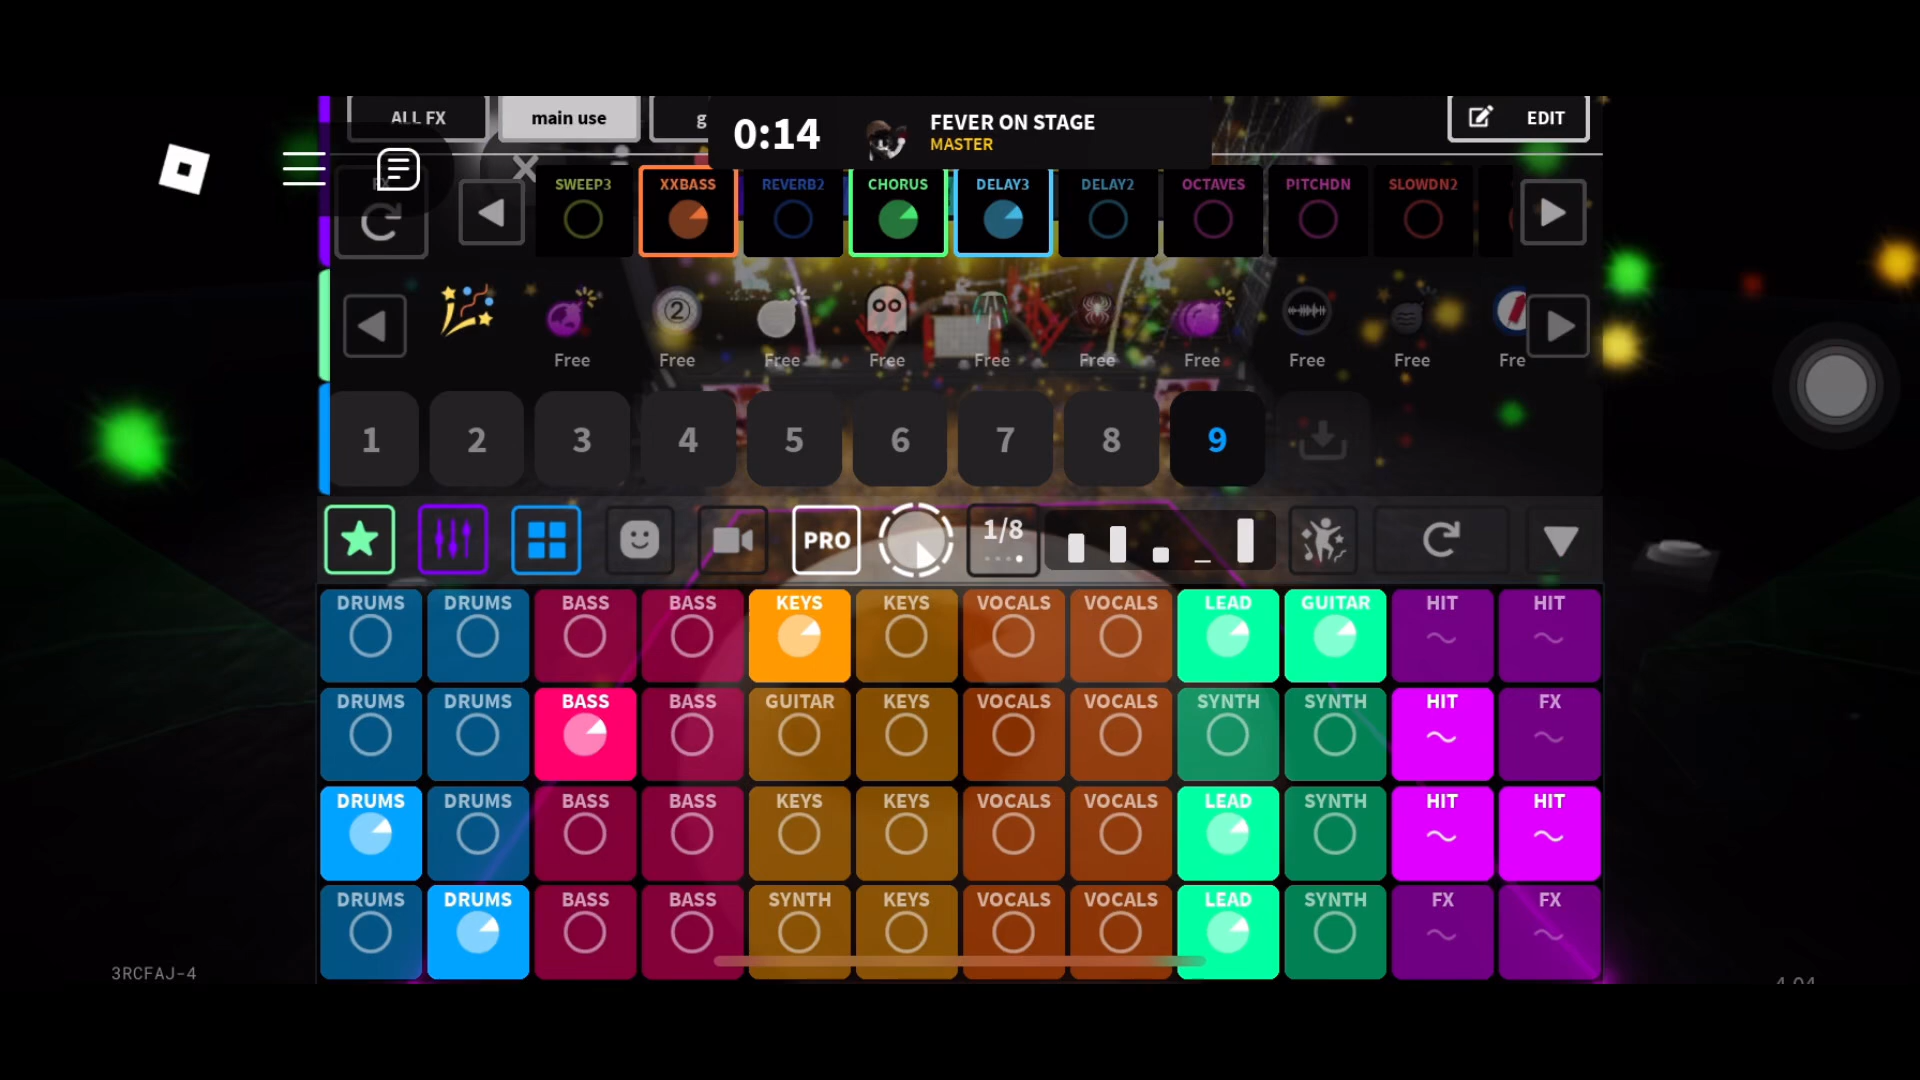 ALL FX
main use
g
0:14
FEVER ON STAGE
MASTER
EDIT
SWEEP3
XXBASS
REVERB2
CHORUS
DELAY3
DELAY2
OCTAVES
PITCHDN
SLOWDN2
2
Free Free Free Free Free Free Free Free Free Fre
1 2 3 4 5 6 7 8 9
PRO
1/8
DRUMS DRUMS BASS BASS KEYS KEYS VOCALS VOCALS LEAD GUITAR HIT HIT
DRUMS DRUMS BASS BASS GUITAR KEYS VOCALS VOCALS SYNTH SYNTH HIT FX
DRUMS DRUMS BASS BASS KEYS KEYS VOCALS VOCALS LEAD SYNTH HIT HIT
DRUMS DRUMS BASS BASS SYNTH KEYS VOCALS VOCALS LEAD SYNTH FX FX
3RCFAJ-4